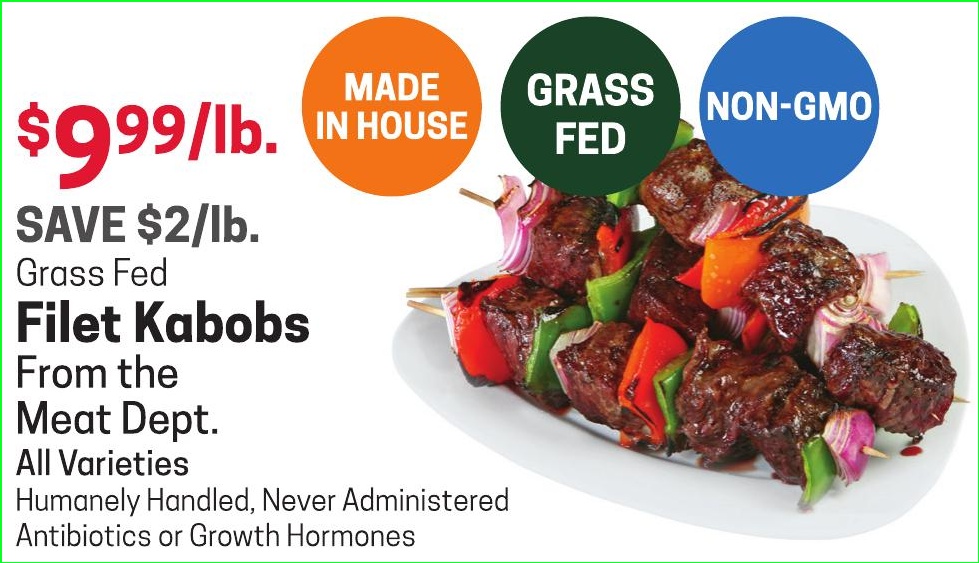 MADE
IN HOUSE
GRASS
FED
NON-GMO
$9.99/lb.
SAVE $2/lb.
Grass Fed
Filet Kabobs
From the
Meat Dept.
All Varieties
Humanely Handled, Never Administered
Antibiotics or Growth Hormones